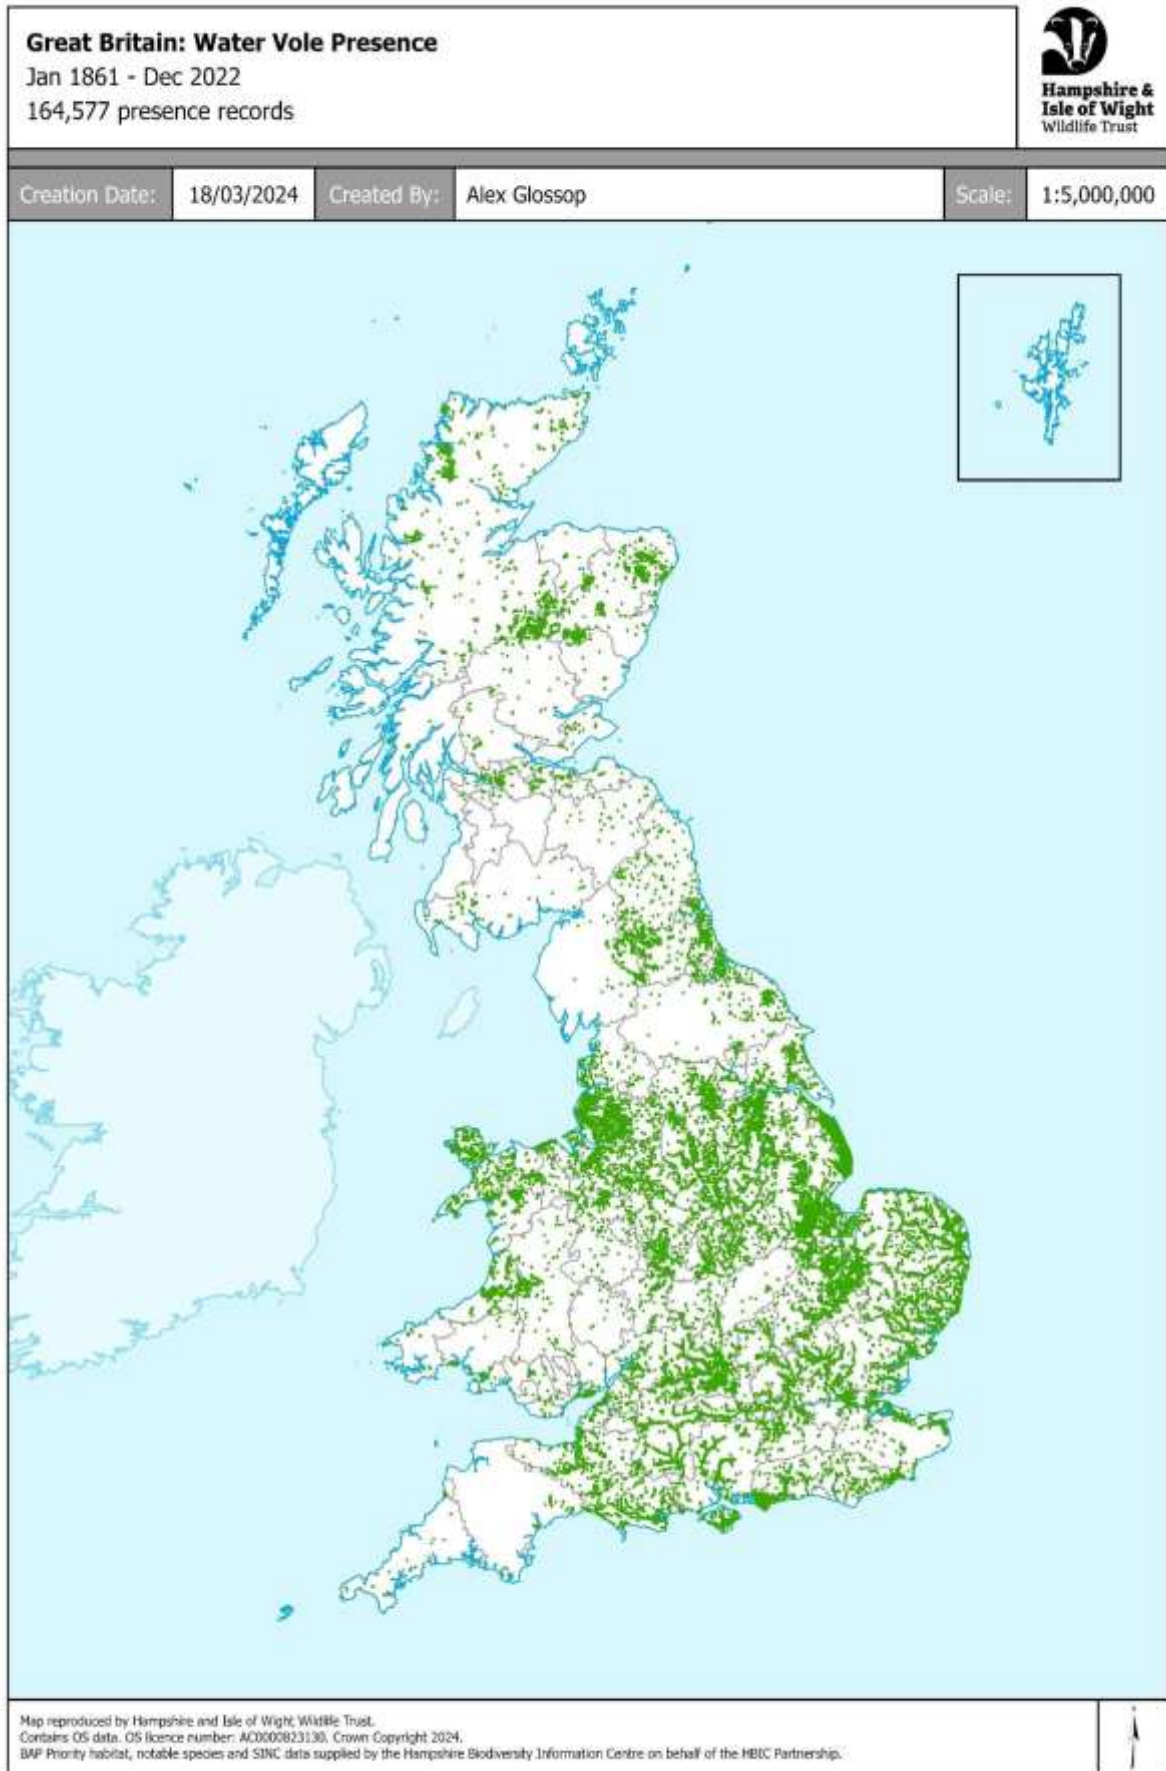 Great Britain: Water Vole Presence
Jan 1861 - Dec 2022
164,577 presence records
Hampshire &
Isle of Wight
Wildlife Trust
Creation Date: 18/03/2024 Created By: Alex Glossop Scale: 1:5,000,000
Map reproduced by Hampshire and Isle of Wight Wildlife Trust.
Contains OS data. OS licence number: AC0000823130. Crown Copyright 2024.
BAP Priority habitat, notable species and SINC data supplied by the Hampshire Biodiversity Information Centre on behalf of the HBIC Partnership.